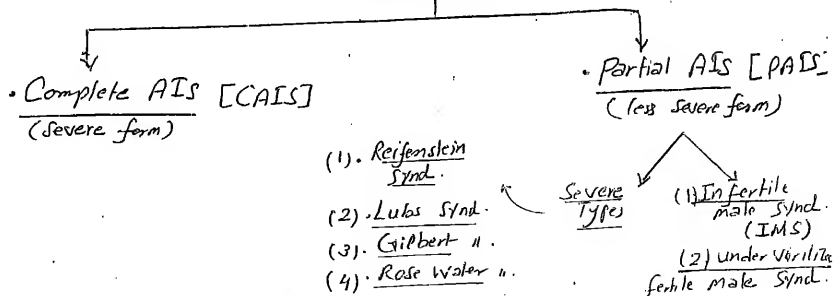 · Complete AIs [CAIS]
(Severe form)
· Partial AIs [PAIS]
(less severe form)
(1). Reifenstein
Synd.
(2). Lubs Synd.
(3). Gilbert "
(4). Rose Water "
Severe
Types
(1) Infertile
male Synd.
(IMS)
(2) under virilize
fertile male Synd.